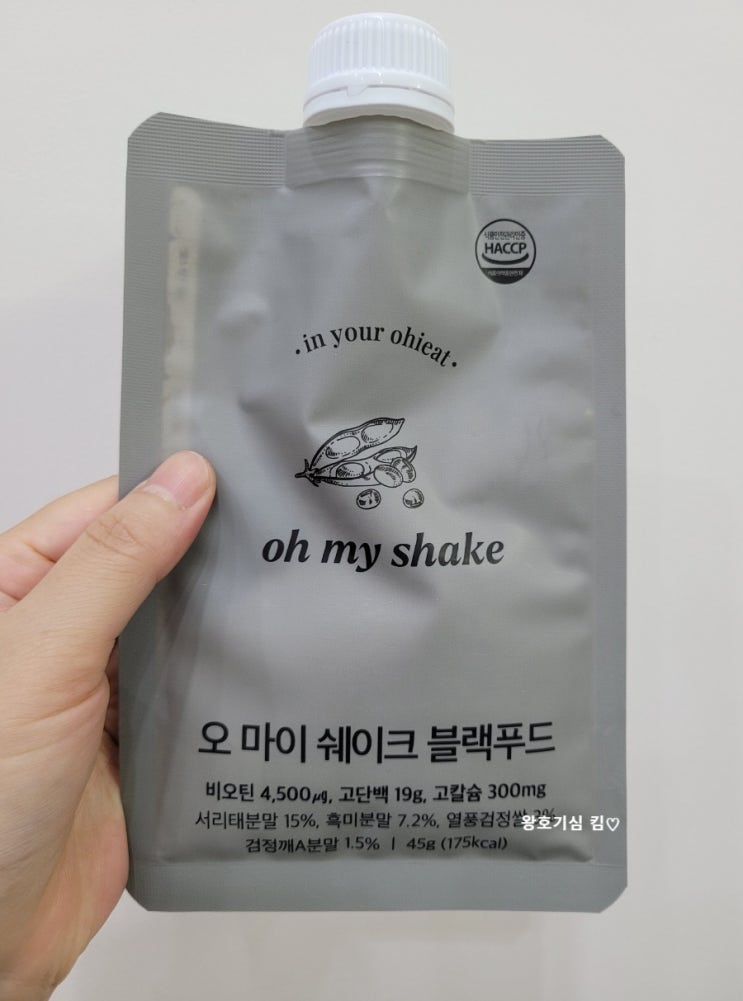 HACCP
· in your ohieat ·
oh my shake
오 마이 쉐이크 블랙푸드
비오틴 4,500㎍, 고단백 19g, 고칼슘 300mg
서리태분말 15%, 흑미분말 7.2%, 열풍검정쌀
왕호기심 킴♡
검정깨A분말 1.5% | 45g (175kcal)